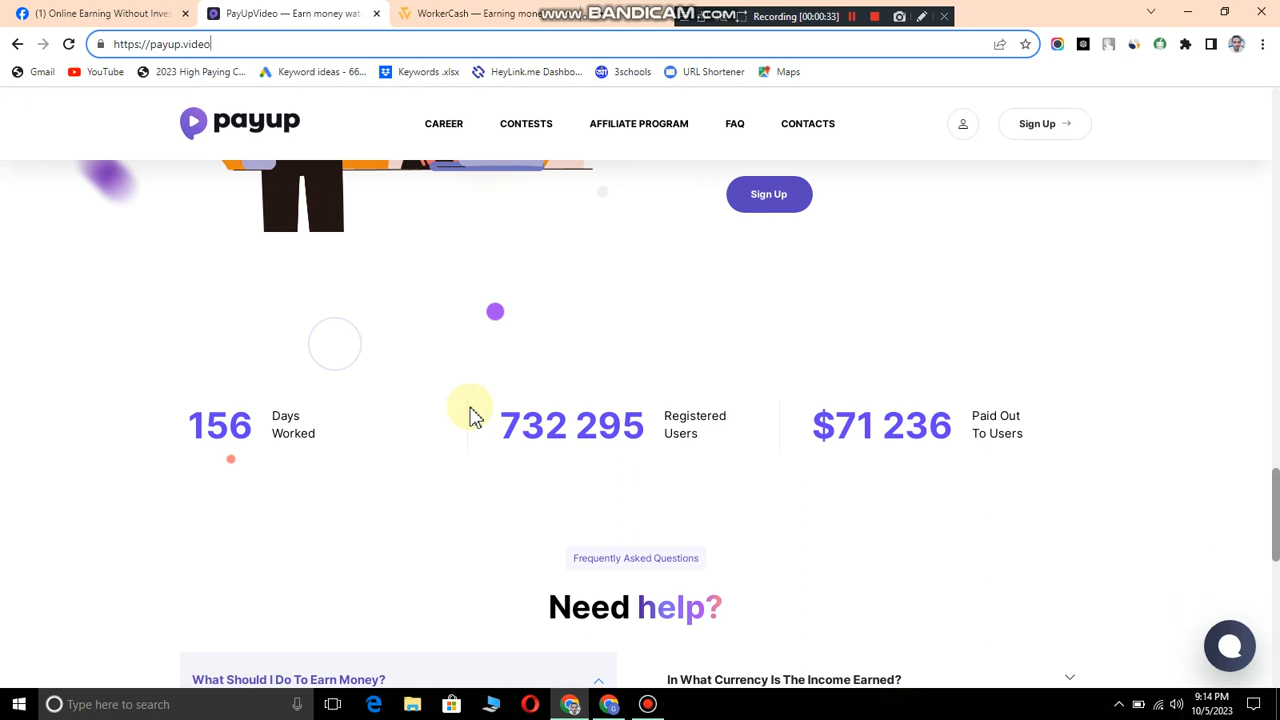 (1) Online Earning Without Inves
PayUpVideo — Earn money wat
WorkerCash — Earning mon
www.BANDICAM.com
Recording [00:00:33]
https://payup.video
Gmail
YouTube
2023 High Paying C...
Keyword ideas - 66...
Keywords .xlsx
HeyLink.me Dashbo...
3schools
URL Shortener
Maps
payup
CAREER
CONTESTS
AFFILIATE PROGRAM
FAQ
CONTACTS
Sign Up
Sign Up
156
Days
Worked
732 295
Registered
Users
$71 236
Paid Out
To Users
Frequently Asked Questions
Need help?
What Should I Do To Earn Money?
In What Currency Is The Income Earned?
Type here to search
9:14 PM
10/5/2023